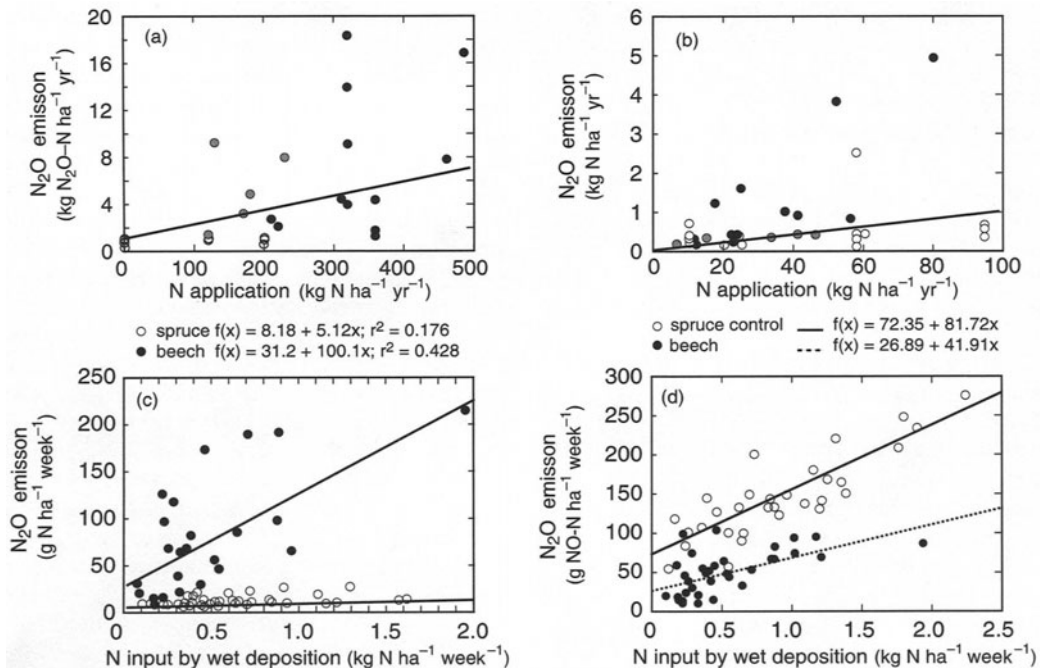 (a)
N₂O emisson
(kg N₂O–N ha⁻¹ yr⁻¹)
20
16
12
8
4
0
0 100 200 300 400 500
N application (kg N ha⁻¹ yr⁻¹)
(b)
N₂O emisson
(kg N ha⁻¹ yr⁻¹)
6
5
4
3
2
1
0
0 20 40 60 80 100
N application (kg N ha⁻¹ yr⁻¹)
spruce f(x) = 8.18 + 5.12x; r² = 0.176
beech f(x) = 31.2 + 100.1x; r² = 0.428
(c)
N₂O emisson
(g N ha⁻¹ week⁻¹)
250
200
150
100
50
0
0 0.5 1.0 1.5 2.0
N input by wet deposition (kg N ha⁻¹ week⁻¹)
spruce control f(x) = 72.35 + 81.72x
beech f(x) = 26.89 + 41.91x
(d)
N₂O emisson
(g NO-N ha⁻¹ week⁻¹)
300
250
200
150
100
50
0
0 0.5 1.0 1.5 2.0 2.5
N input by wet deposition (kg N ha⁻¹ week⁻¹)